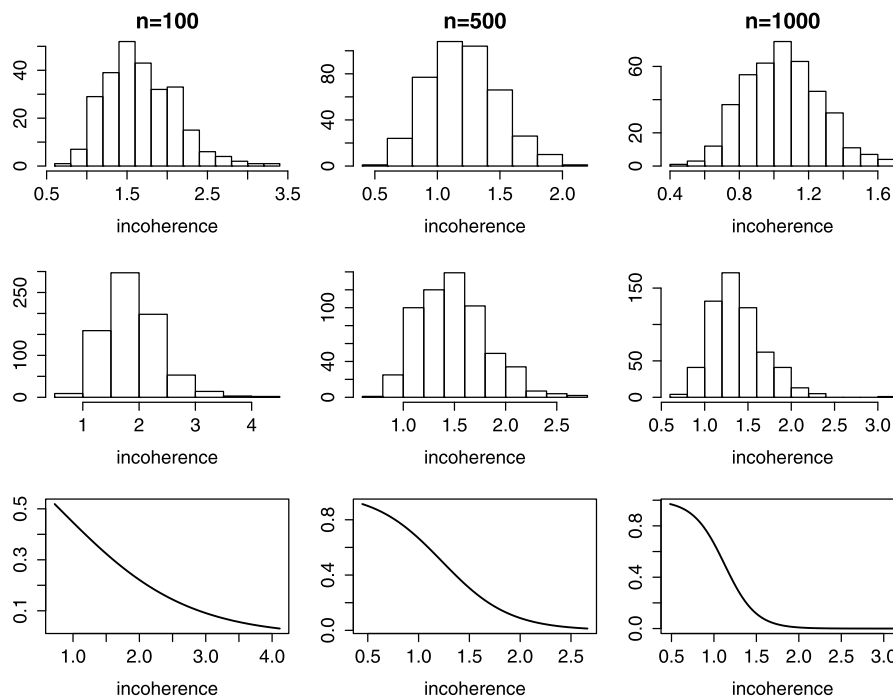 n=100
n=500
n=1000
0 20 40
0.5 1.5 2.5 3.5
incoherence
0 40 80
0.5 1.0 2.0
incoherence
0 20 60
0.4 0.8 1.2 1.6
incoherence
0 100 250
1 2 3 4
incoherence
0 40 100
1.0 1.5 2.0 2.5
incoherence
0 50 150
0.5 1.0 1.5 2.0 2.5 3.0
incoherence
0.1 0.3 0.5
1.0 2.0 3.0 4.0
incoherence
0.0 0.4 0.8
0.5 1.0 1.5 2.0 2.5
incoherence
0.0 0.4 0.8
0.5 1.0 1.5 2.0 2.5 3.0
incoherence